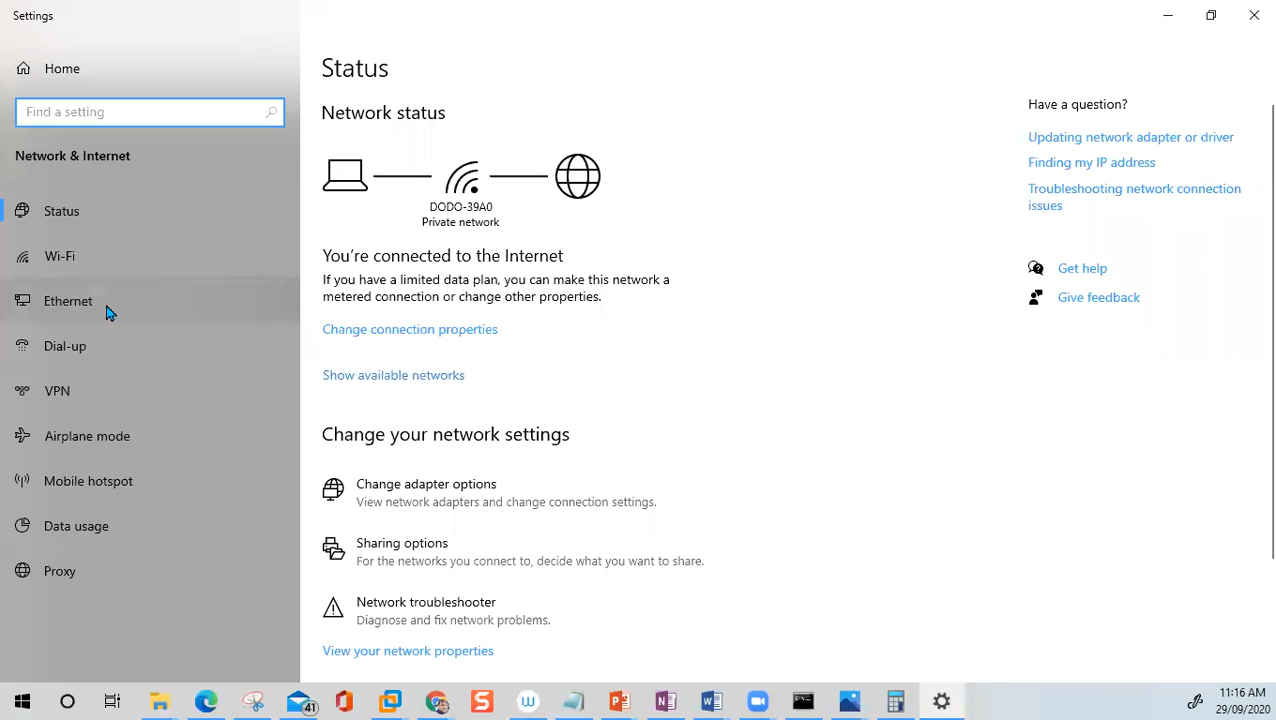 Settings
Home
Find a setting
Network & Internet
Status
Wi-Fi
Ethernet
Dial-up
VPN
Airplane mode
Mobile hotspot
Data usage
Proxy
Status
Network status
DODO-39A0
Private network
You're connected to the Internet
If you have a limited data plan, you can make this network a
metered connection or change other properties.
Change connection properties
Show available networks
Change your network settings
Change adapter options
View network adapters and change connection settings.
Sharing options
For the networks you connect to, decide what you want to share.
Network troubleshooter
Diagnose and fix network problems.
View your network properties
Have a question?
Updating network adapter or driver
Finding my IP address
Troubleshooting network connection
issues
Get help
Give feedback
41
S
W
P
N
W
11:16 AM
29/09/2020